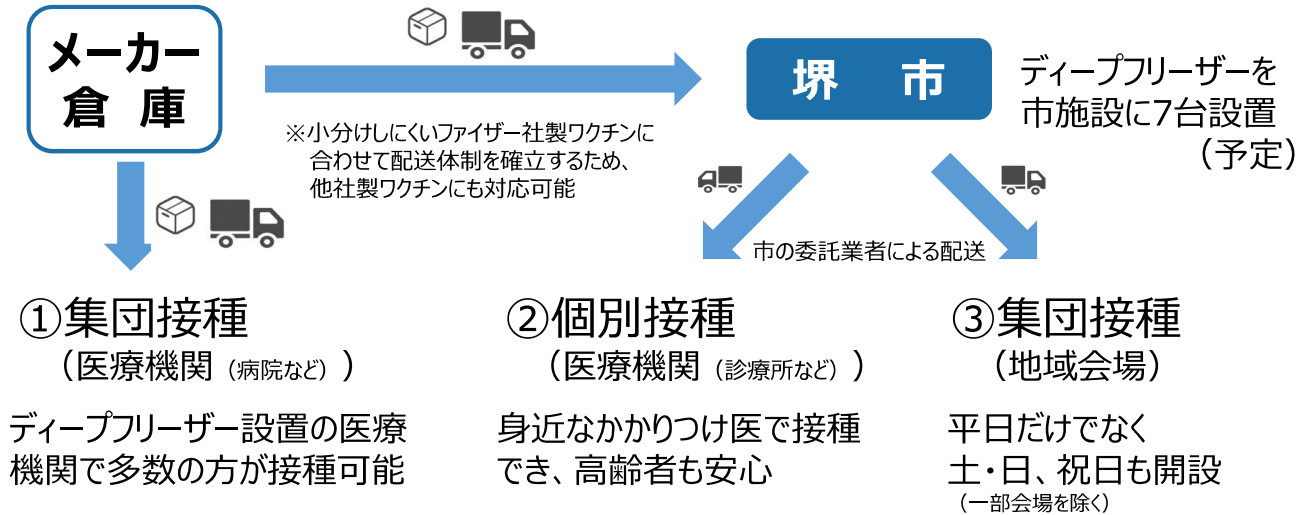 メーカー
倉 庫
堺 市
ディープフリーザーを
市施設に7台設置
（予定）
※小分けしにくいファイザー社製ワクチンに
合わせて配送体制を確立するため、
他社製ワクチンにも対応可能
市の委託業者による配送
①集団接種
（医療機関（病院など））
ディープフリーザー設置の医療
機関で多数の方が接種可能
②個別接種
（医療機関（診療所など））
身近なかかりつけ医で接種
でき、高齢者も安心
③集団接種
（地域会場）
平日だけでなく
土・日、祝日も開設
（一部会場を除く）